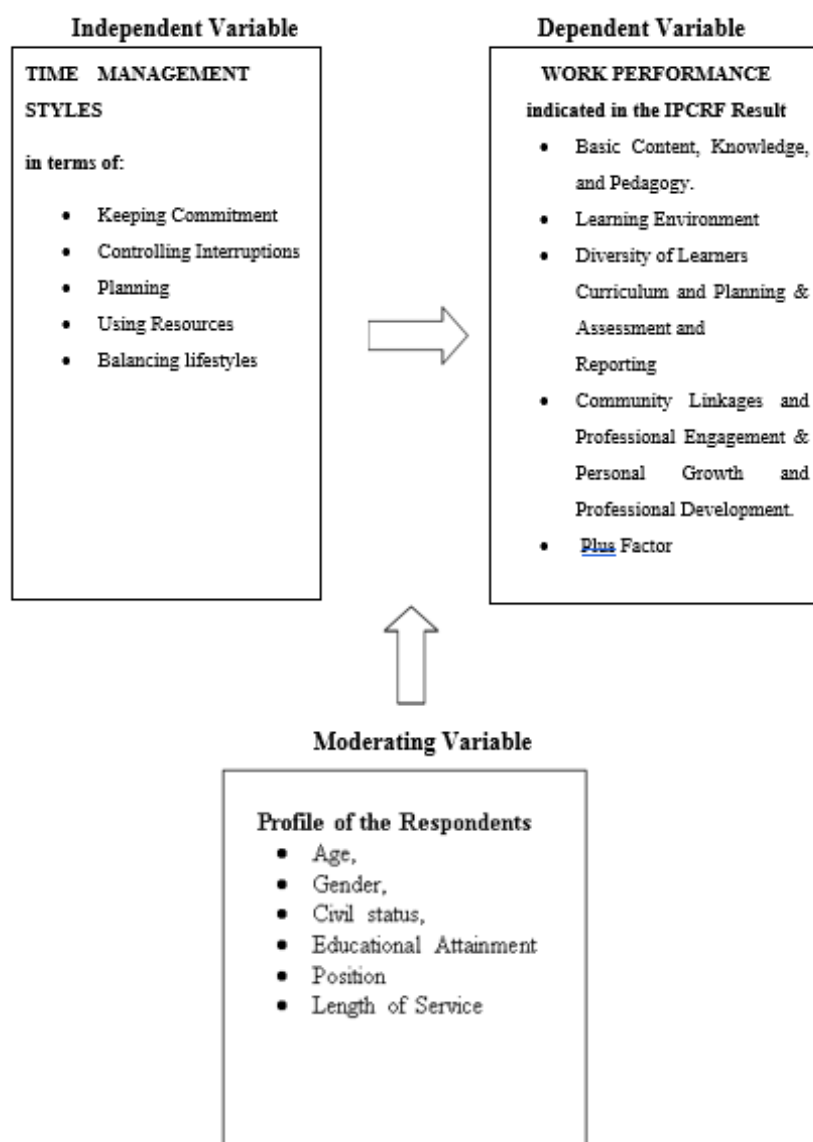 Independent Variable
TIME MANAGEMENT
STYLES
in terms of:
• Keeping Commitment
• Controlling Interruptions
• Planning
• Using Resources
• Balancing lifestyles
Dependent Variable
WORK PERFORMANCE
indicated in the IPCRF Result
• Basic Content, Knowledge,
and Pedagogy.
• Learning Environment
• Diversity of Learners
Curriculum and Planning &
Assessment and
Reporting
• Community Linkages and
Professional Engagement &
Personal Growth and
Professional Development.
• Plus Factor
Moderating Variable
Profile of the Respondents
• Age,
• Gender,
• Civil status,
• Educational Attainment
• Position
• Length of Service